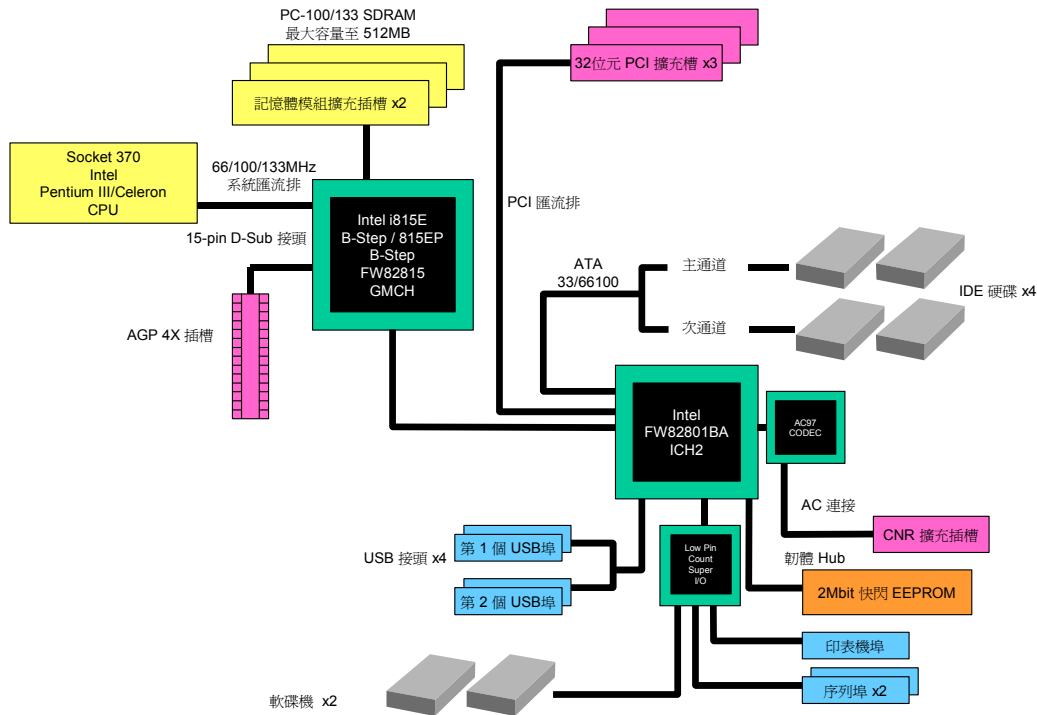 PC-100/133 SDRAM
最大容量至 512MB
記憶體模組擴充插槽 x2
32位元 PCI 擴充槽 x3
Socket 370
Intel
Pentium III/Celeron
CPU
66/100/133MHz
系統匯流排
15-pin D-Sub 接頭
Intel i815E
B-Step / 815EP
B-Step
FW82815
GMCH
AGP 4X 插槽
PCI 匯流排
ATA
33/66100
主通道
次通道
IDE 硬碟 x4
Intel
FW82801BA
ICH2
AC97
CODEC
AC 連接
CNR 擴充插槽
韌體 Hub
2Mbit 快閃 EEPROM
USB 接頭 x4
第 1 個 USB埠
第 2 個 USB埠
Low Pin
Count
Super
I/O
印表機埠
序列埠 x2
軟碟機 x2